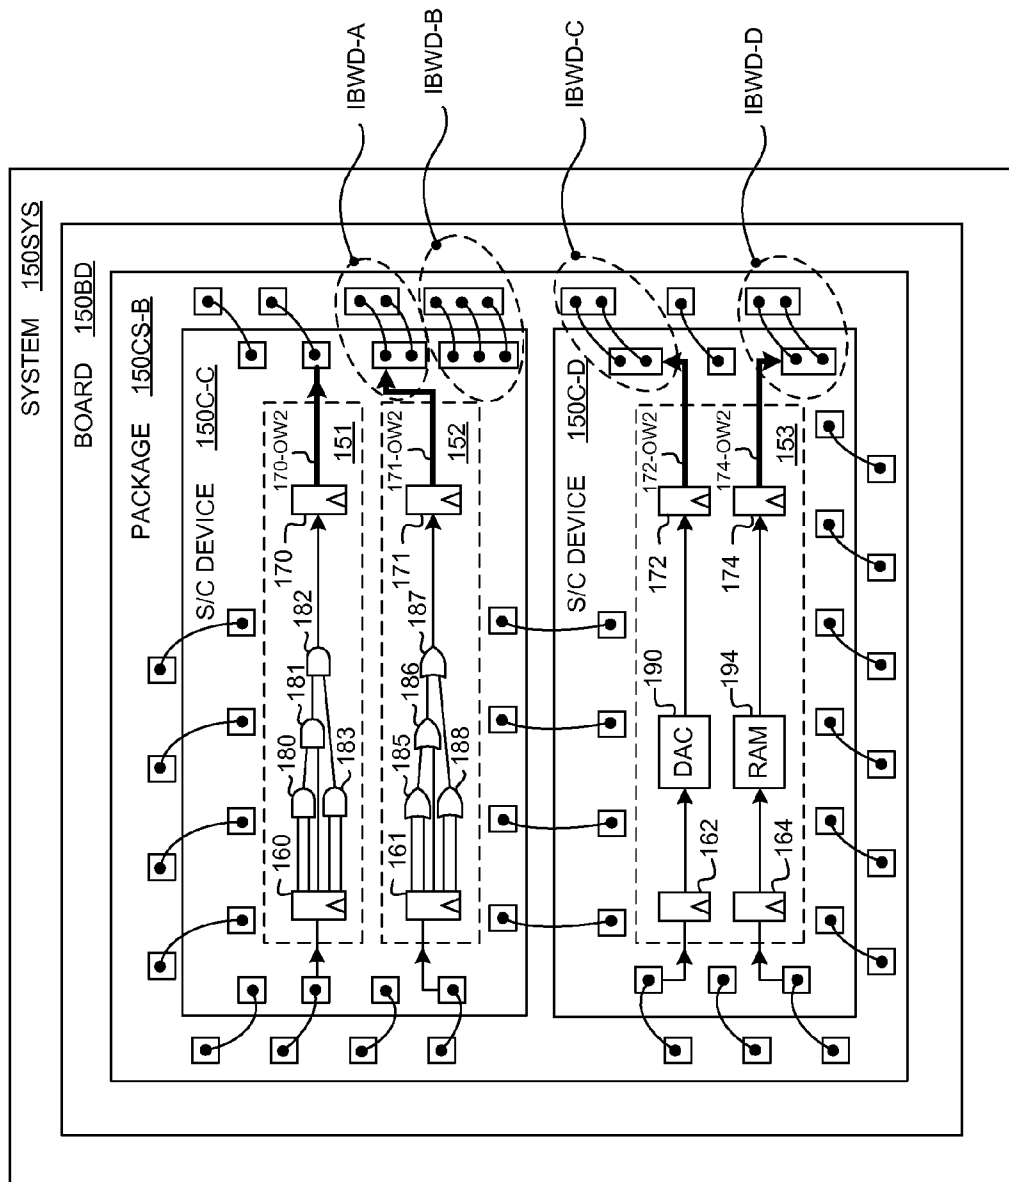 SYSTEM 150SYS
BOARD 150BD
PACKAGE 150CS-B
S/C DEVICE 150C-C
160
180
181
182
183
170
170-OW2
151
161
185
186
187
188
171
171-OW2
152
S/C DEVICE 150C-D
162
DAC
190
172
172-OW2
164
RAM
194
174
174-OW2
153
IBWD-A
IBWD-B
IBWD-C
IBWD-D